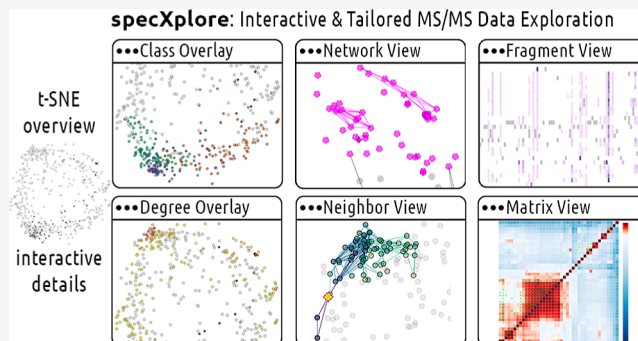 specXplore: Interactive & Tailored MS/MS Data Exploration
t-SNE
overview
interactive
details
•••Class Overlay
•••Network View
•••Fragment View
•••Degree Overlay
•••Neighbor View
•••Matrix View